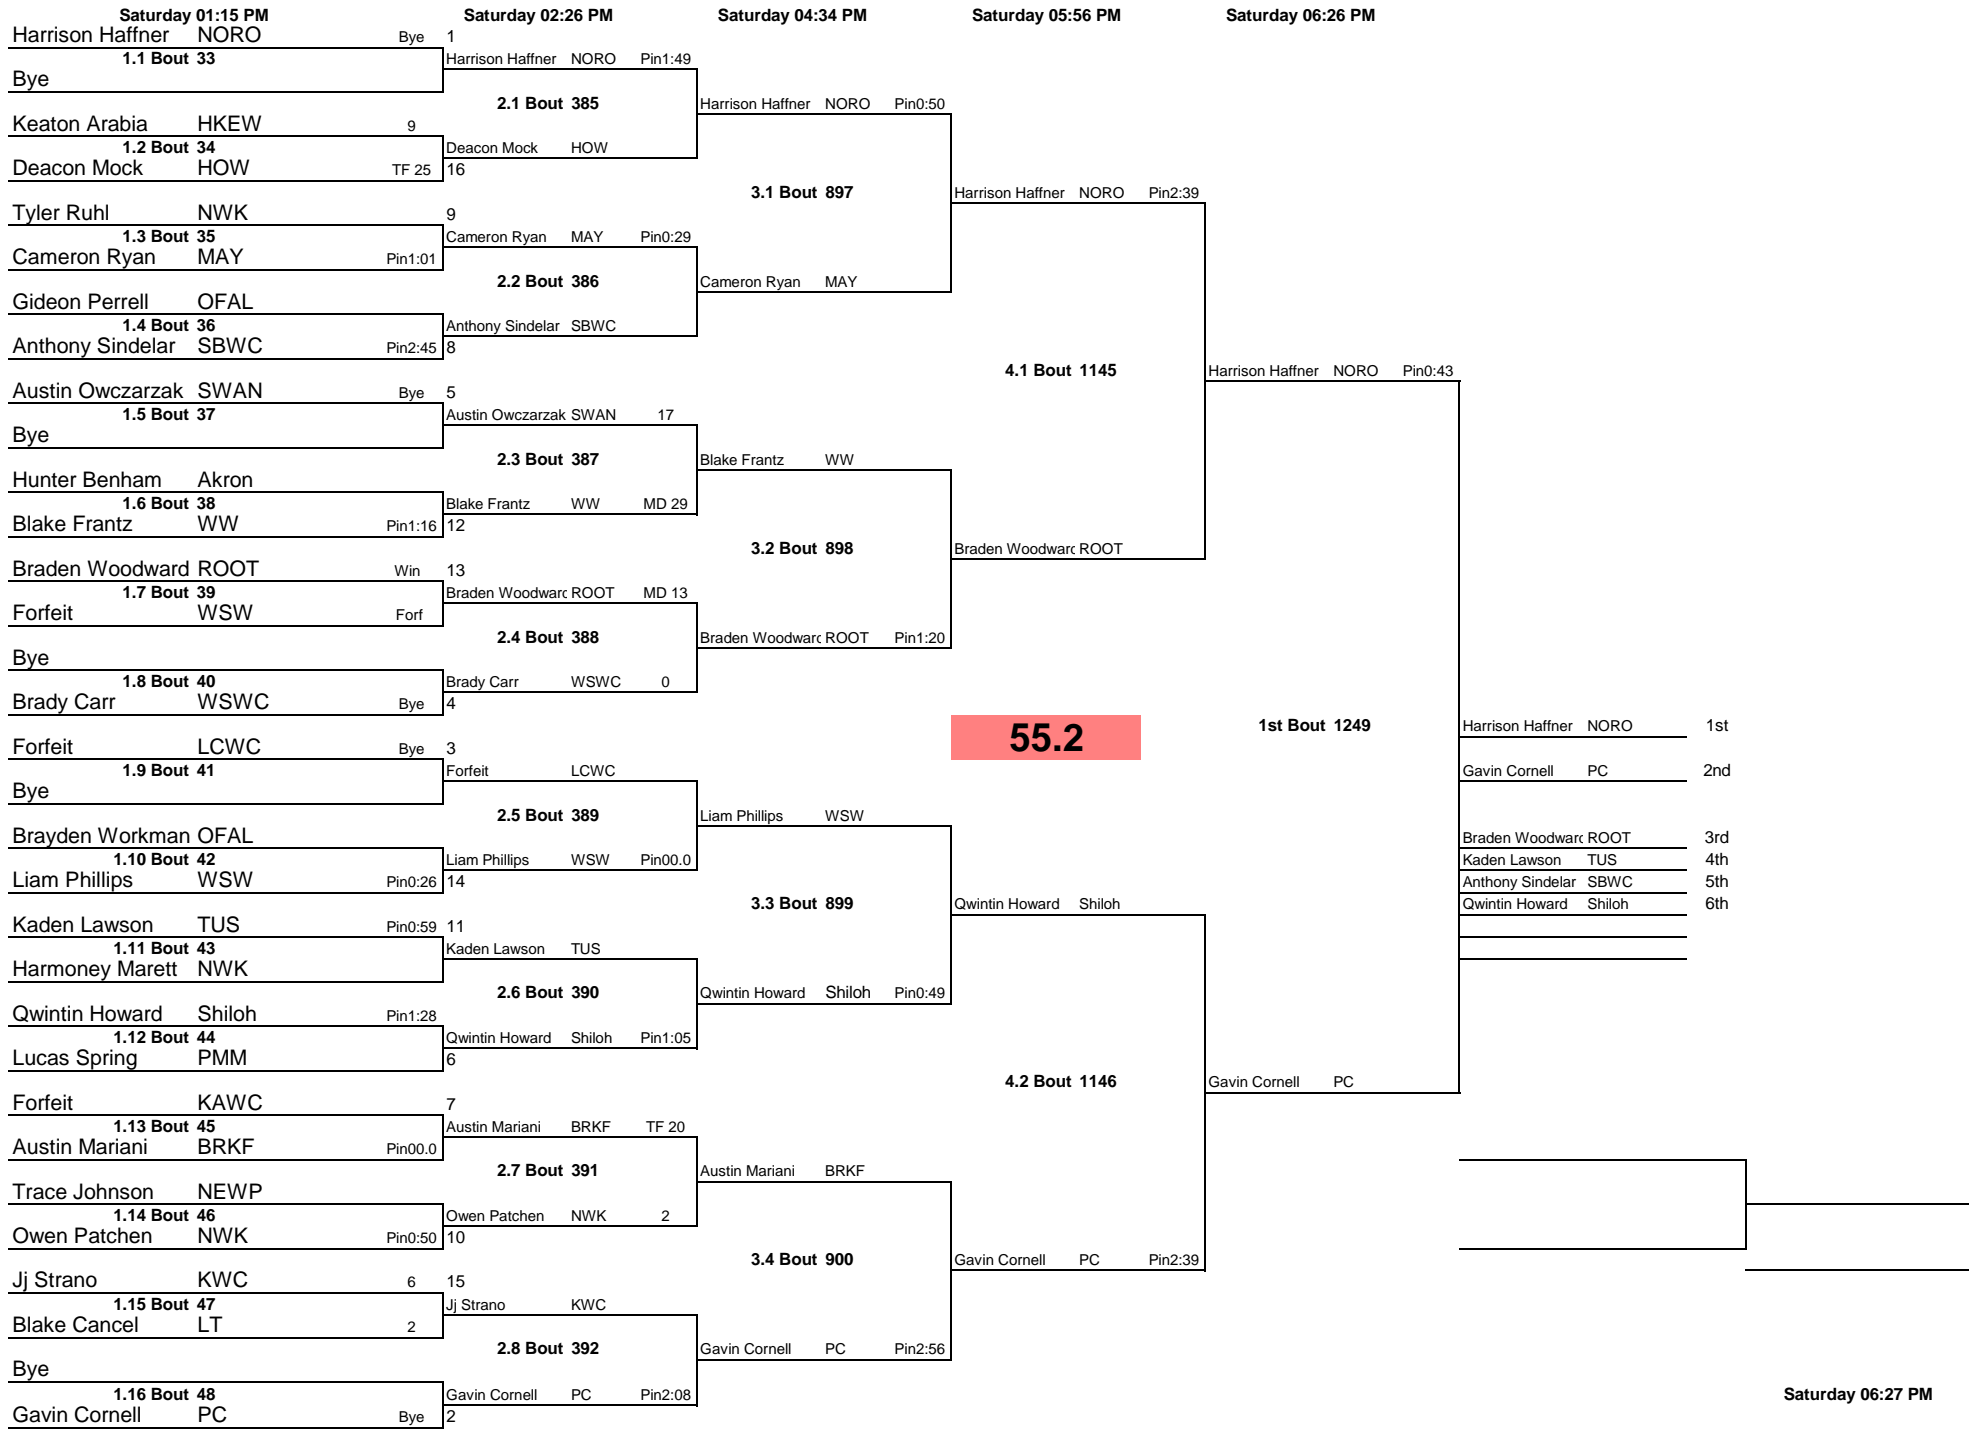 Saturday 01:15 PM Saturday 02:26 PM Saturday 04:34 PM Saturday 05:56 PM Saturday 06:26 PM
Harrison Haffner NORO Bye 1
1.1 Bout 33
Harrison Haffner NORO Pin1:49
Bye
2.1 Bout 385
Harrison Haffner NORO Pin0:50
Keaton Arabia HKEW 9
1.2 Bout 34
Deacon Mock HOW
Deacon Mock HOW TF 25 16
3.1 Bout 897
Harrison Haffner NORO Pin2:39
Tyler Ruhl NWK 9
1.3 Bout 35
Cameron Ryan MAY Pin0:29
Cameron Ryan MAY Pin1:01
2.2 Bout 386
Cameron Ryan MAY
Gideon Perrell OFAL
1.4 Bout 36
Anthony Sindelar SBWC
Anthony Sindelar SBWC Pin2:45 8
4.1 Bout 1145
Harrison Haffner NORO Pin0:43
Austin Owczarzak SWAN Bye 5
1.5 Bout 37
Austin Owczarzak SWAN 17
Bye
2.3 Bout 387
Blake Frantz WW
Hunter Benham Akron
1.6 Bout 38
Blake Frantz WW MD 29
Blake Frantz WW Pin1:16 12
3.2 Bout 898
Braden Woodwarc ROOT
Braden Woodward ROOT Win 13
1.7 Bout 39
Braden Woodwarc ROOT MD 13
Forfeit WSW Forf
2.4 Bout 388
Braden Woodwarc ROOT Pin1:20
Bye
1.8 Bout 40
Brady Carr WSWC 0
Brady Carr WSWC Bye 4
55.2
1st Bout 1249
Harrison Haffner NORO 1st
Forfeit LCWC Bye 3
1.9 Bout 41
Forfeit LCWC
Gavin Cornell PC 2nd
Bye
2.5 Bout 389
Liam Phillips WSW
Brayden Workman OFAL
Braden Woodwarc ROOT 3rd
1.10 Bout 42
Liam Phillips WSW Pin00.0
Kaden Lawson TUS 4th
Liam Phillips WSW Pin0:26 14
Anthony Sindelar SBWC 5th
3.3 Bout 899
Qwintin Howard Shiloh
Qwintin Howard Shiloh 6th
Kaden Lawson TUS Pin0:59 11
1.11 Bout 43
Kaden Lawson TUS
Harmoney Marett NWK
2.6 Bout 390
Qwintin Howard Shiloh Pin0:49
Qwintin Howard Shiloh Pin1:28
1.12 Bout 44
Qwintin Howard Shiloh Pin1:05
Lucas Spring PMM 6
4.2 Bout 1146
Gavin Cornell PC
Forfeit KAWC 7
1.13 Bout 45
Austin Mariani BRKF TF 20
Austin Mariani BRKF Pin00.0
2.7 Bout 391
Austin Mariani BRKF
Trace Johnson NEWP
1.14 Bout 46
Owen Patchen NWK 2
Owen Patchen NWK Pin0:50 10
3.4 Bout 900
Gavin Cornell PC Pin2:39
Jj Strano KWC 6 15
1.15 Bout 47
Jj Strano KWC
Blake Cancel LT 2
2.8 Bout 392
Gavin Cornell PC Pin2:56
Bye
1.16 Bout 48
Gavin Cornell PC Pin2:08
Saturday 06:27 PM
Gavin Cornell PC Bye 2